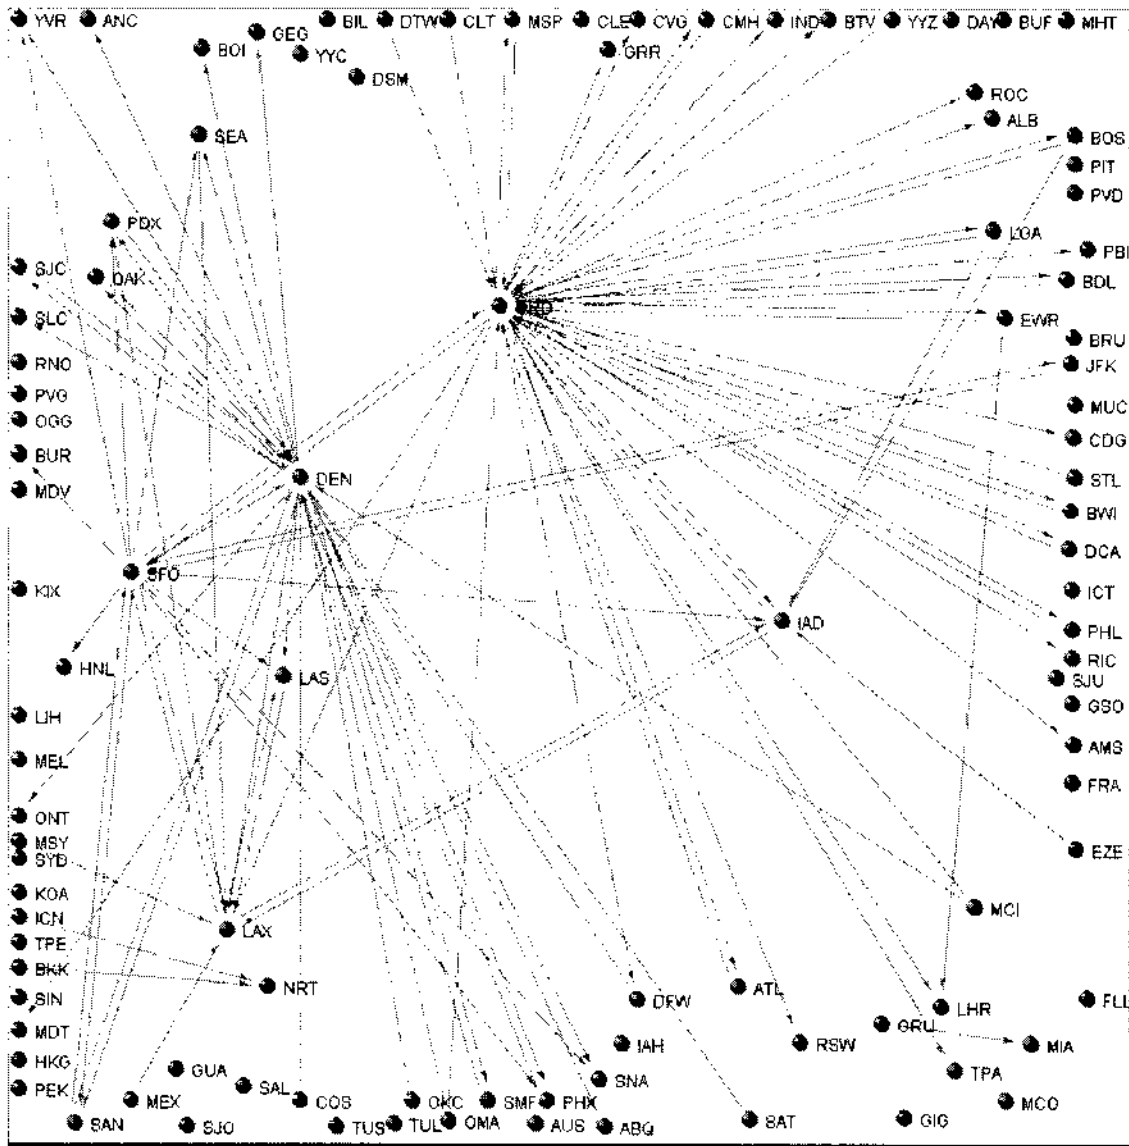 YVR ANC BIL DTW CLT MSP CLE CVG CMH IND BTV YYZ DAY BUF MHT
GEG
BOI YYC GRR
DSM
ROC
ALB
SEA BOS
PIT
PVD
PDX
LGA
PBI
SJC OAK BDL
ORD
SLC EWR
BRU
RNO JFK
PVG MUC
OGG
CDG
BUR
DEN STL
MDV
BWI
DCA
SFO
KIX ICT
IAD PHL
RIC
HNL LAS SJU
GSO
LIH
AMS
MEL
FRA
ONT
MSY
SYD EZE
KOA
ICN MCI
LAX
TPE
BKK
NRT ATL
SIN DFW FLL
LHR
MDT GRU
IAH RSW MIA
HKG GUA
SNA TPA
PEK SAL
MEX COS OKC SMF PHX MCO
SAN SJO TUS TUL OMA AUS ABQ SAT GIG